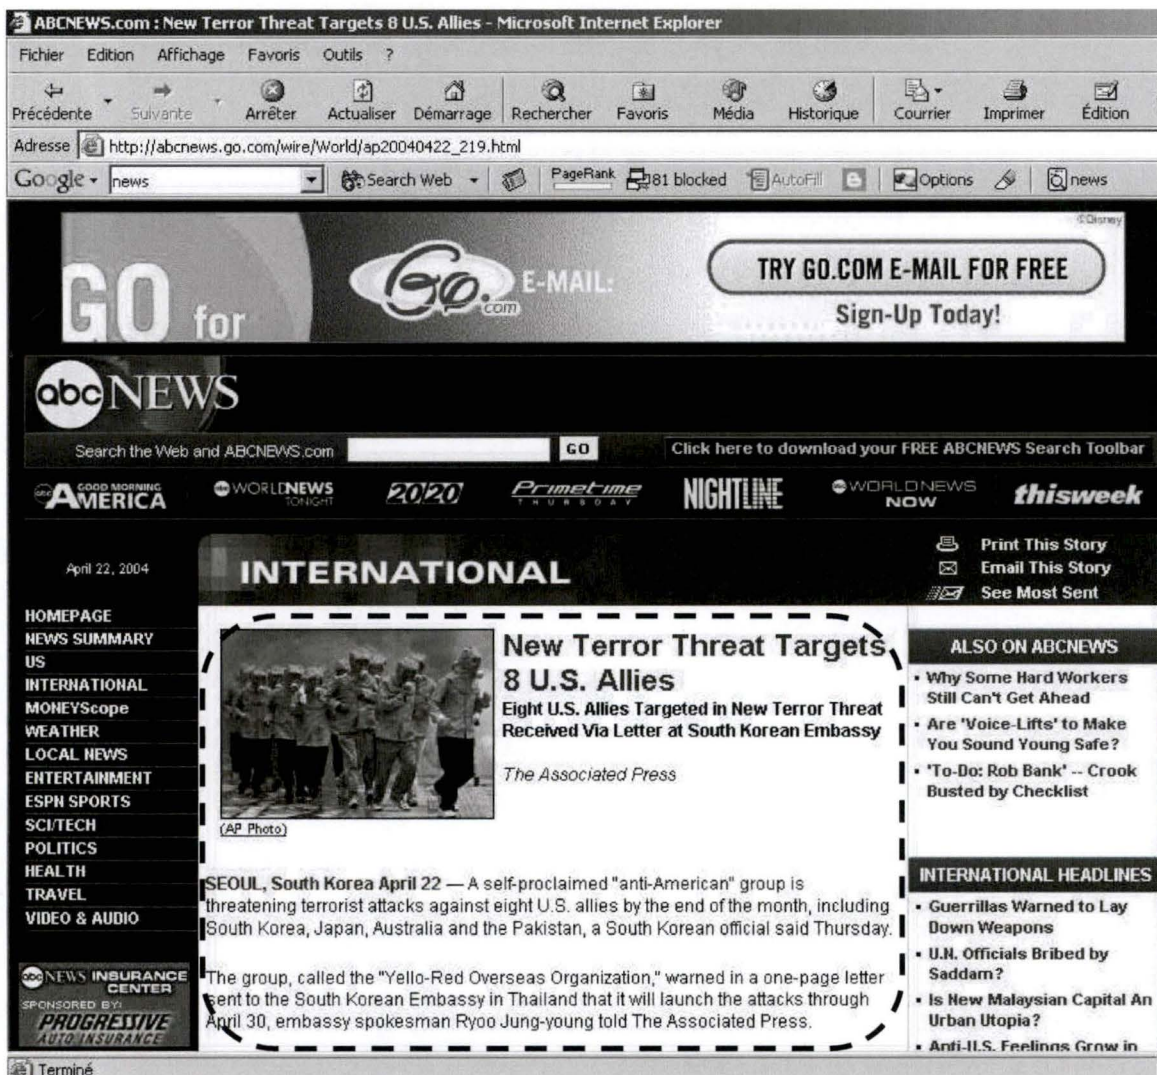 ABCNEWS.com : New Terror Threat Targets 8 U.S. Allies - Microsoft Internet Explorer
Fichier Edition Affichage Favoris Outils ?
Précédente Suivante Arrêter Actualiser Démarrage Rechercher Favoris Média Historique Courrier Imprimer Édition
Adresse http://abcnews.go.com/wire/World/ap20040422_219.html
Google news Search Web PageRank 81 blocked AutoFill Options news
©Disney
GO for Go.com E-MAIL: TRY GO.COM E-MAIL FOR FREE
Sign-Up Today!
abc NEWS
Search the Web and ABCNEWS.com GO Click here to download your FREE ABCNEWS Search Toolbar
abc GOOD MORNING AMERICA abc WORLD NEWS TONIGHT 20/20 Primetime THURSDAY NIGHTLINE abc WORLD NEWS NOW thisweek
April 22, 2004
INTERNATIONAL
Print This Story
Email This Story
See Most Sent
HOMEPAGE
NEWS SUMMARY
US
INTERNATIONAL
MONEYScope
WEATHER
LOCAL NEWS
ENTERTAINMENT
ESPN SPORTS
SCI/TECH
POLITICS
HEALTH
TRAVEL
VIDEO & AUDIO
abc NEWS INSURANCE CENTER
SPONSORED BY:
PROGRESSIVE
AUTO INSURANCE
New Terror Threat Targets
8 U.S. Allies
Eight U.S. Allies Targeted in New Terror Threat
Received Via Letter at South Korean Embassy
The Associated Press
(AP Photo)
SEOUL, South Korea April 22 — A self-proclaimed "anti-American" group is
threatening terrorist attacks against eight U.S. allies by the end of the month, including
South Korea, Japan, Australia and the Pakistan, a South Korean official said Thursday.
The group, called the "Yello-Red Overseas Organization," warned in a one-page letter
sent to the South Korean Embassy in Thailand that it will launch the attacks through
April 30, embassy spokesman Ryoo Jung-young told The Associated Press.
ALSO ON ABCNEWS
▪ Why Some Hard Workers
Still Can't Get Ahead
▪ Are 'Voice-Lifts' to Make
You Sound Young Safe?
▪ 'To-Do: Rob Bank' -- Crook
Busted by Checklist
INTERNATIONAL HEADLINES
▪ Guerrillas Warned to Lay
Down Weapons
▪ U.N. Officials Bribed by
Saddam?
▪ Is New Malaysian Capital An
Urban Utopia?
▪ Anti-U.S. Feelings Grow in
Terminé